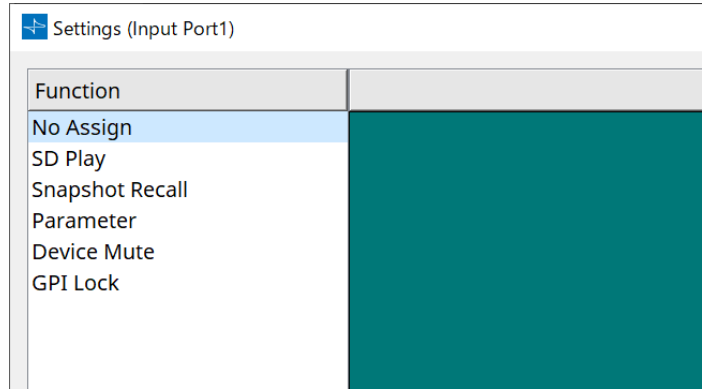 Settings (Input Port1)
Function
No Assign
SD Play
Snapshot Recall
Parameter
Device Mute
GPI Lock